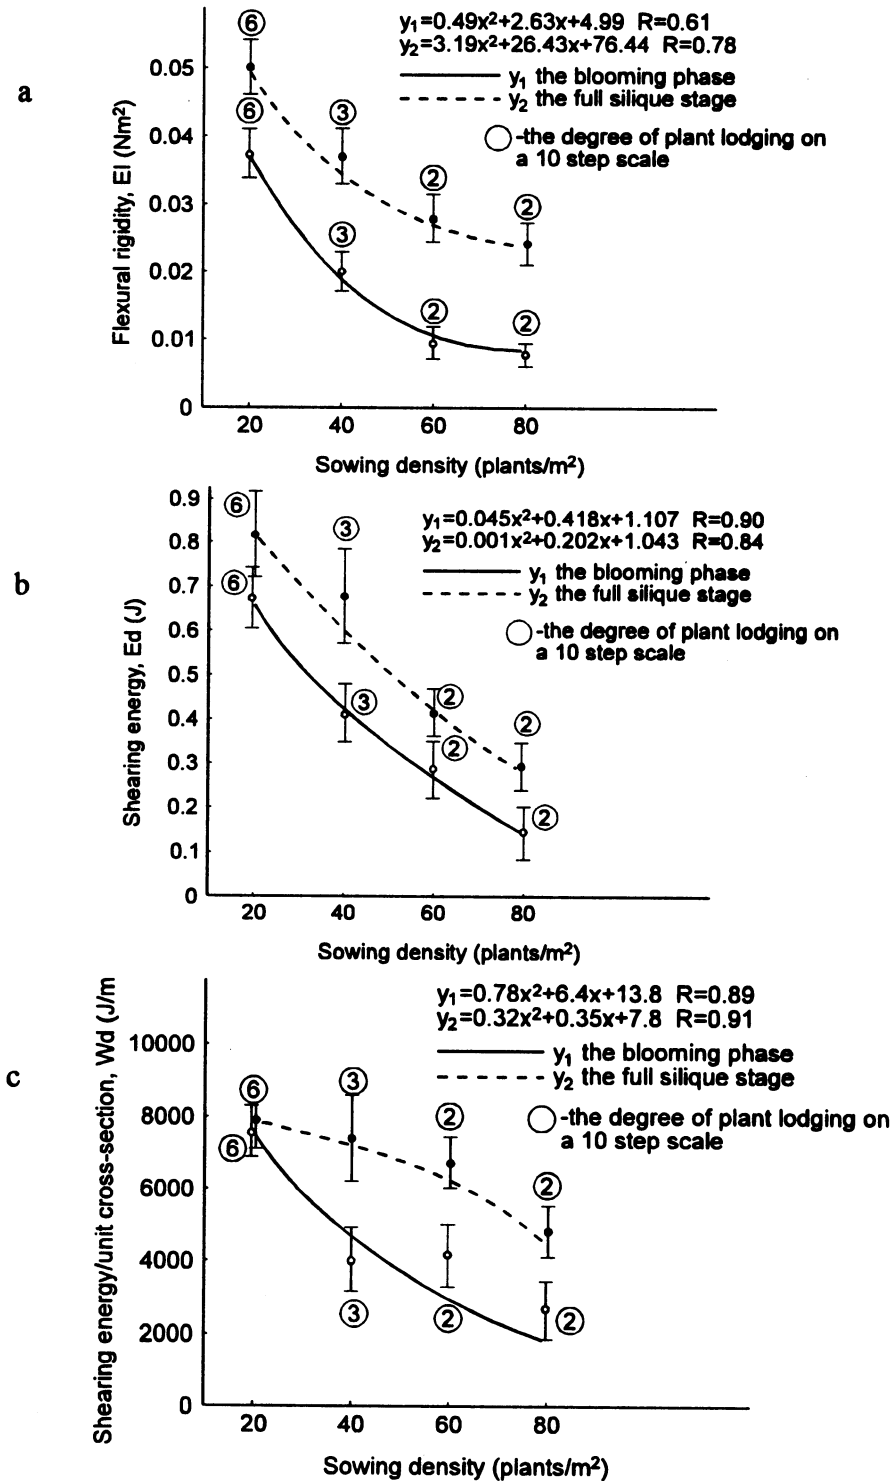 a
6
y₁=0.49x²+2.63x+4.99 R=0.61
y₂=3.19x²+26.43x+76.44 R=0.78
y₁ the blooming phase
y₂ the full silique stage
-the degree of plant lodging on
a 10 step scale
Flexural rigidity, EI (Nm²)
0.05
0.04
0.03
0.02
0.01
0
6
3
2
2
3
2
2
20 40 60 80
Sowing density (plants/m²)
b
y₁=0.045x²+0.418x+1.107 R=0.90
y₂=0.001x²+0.202x+1.043 R=0.84
y₁ the blooming phase
y₂ the full silique stage
-the degree of plant lodging on
a 10 step scale
Shearing energy, Ed (J)
0.9
0.8
0.7
0.6
0.5
0.4
0.3
0.2
0.1
0
6
3
6
3
2
2
2
2
20 40 60 80
Sowing density (plants/m²)
c
y₁=0.78x²+6.4x+13.8 R=0.89
y₂=0.32x²+0.35x+7.8 R=0.91
y₁ the blooming phase
y₂ the full silique stage
-the degree of plant lodging on
a 10 step scale
Shearing energy/unit cross-section, Wd (J/m
10000
8000
6000
4000
2000
0
6
3
2
6
2
3
2
2
20 40 60 80
Sowing density (plants/m²)